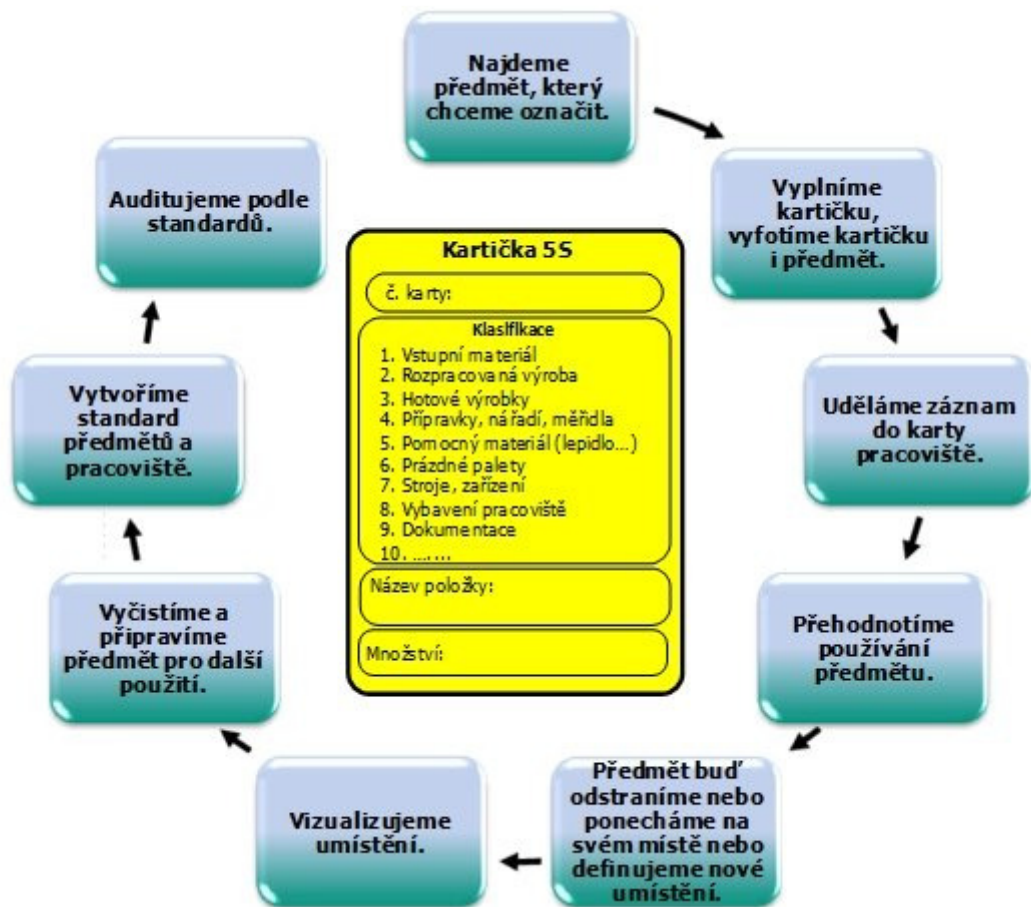 Najdeme
předmět, který
chceme označit.
Vyplníme
kartičku,
vyfotíme kartičku
i předmět.
Uděláme záznam
do karty
pracoviště.
Přehodnotíme
používání
předmětu.
Předmět buď
odstraníme nebo
ponecháme na
svém místě nebo
definujeme nové
umístění.
Vizualizujeme
umístění.
Vyčistíme a
připravíme
předmět pro další
použití.
Vytvoříme
standard
předmětů a
pracoviště.
Auditujeme podle
standardů.
Kartička 5S
č. karty:
Klasifikace
1. Vstupní materiál
2. Rozpracovaná výroba
3. Hotové výrobky
4. Přípravky, nářadí, měřidla
5. Pomocný materiál (lepidlo...)
6. Prázdné palety
7. Stroje, zařízení
8. Vybavení pracoviště
9. Dokumentace
10. .......
Název položky:
Množství: